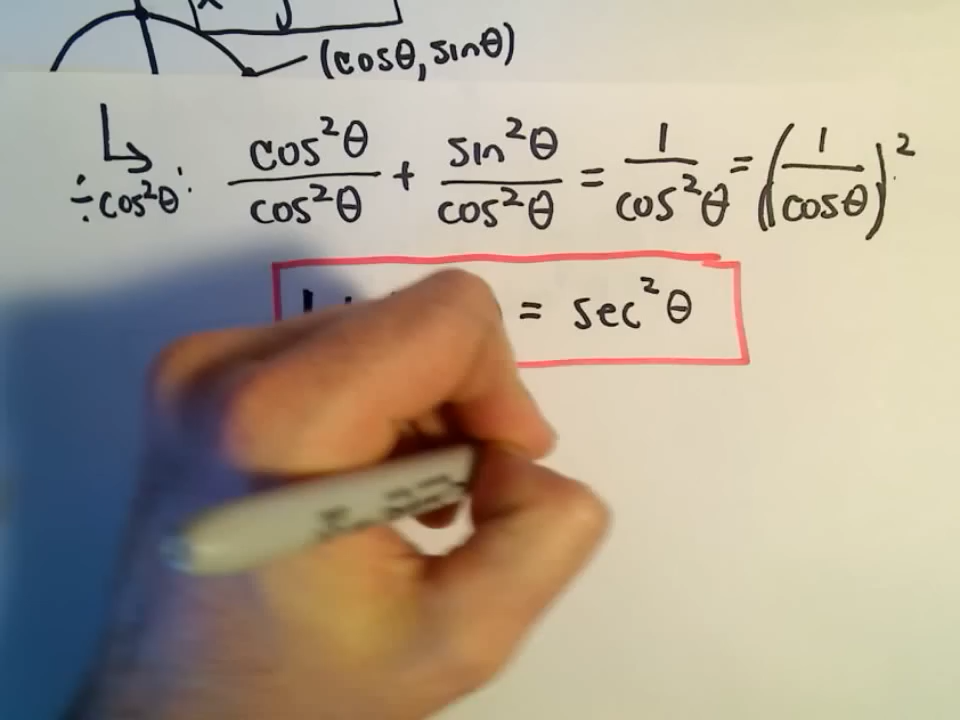 (cosθ, sinθ)
÷cos²θ: cos²θ/cos²θ + sin²θ/cos²θ = 1/cos²θ = (1/cosθ)²
= sec²θ